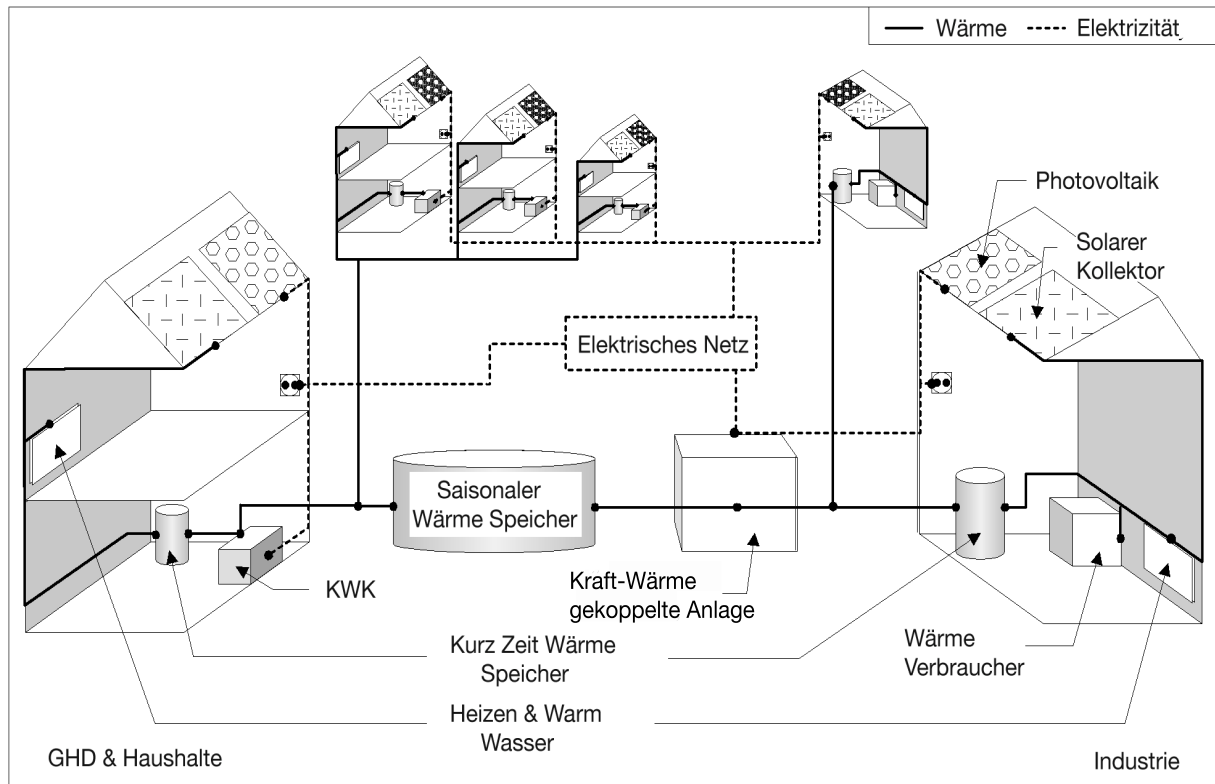 Wärme
Elektrizität
Photovoltaik
Solarer
Kollektor
Elektrisches Netz
Saisonaler
Wärme Speicher
KWK
Kraft-Wärme
gekoppelte Anlage
Kurz Zeit Wärme
Speicher
Wärme
Verbraucher
Heizen & Warm
Wasser
GHD & Haushalte
Industrie